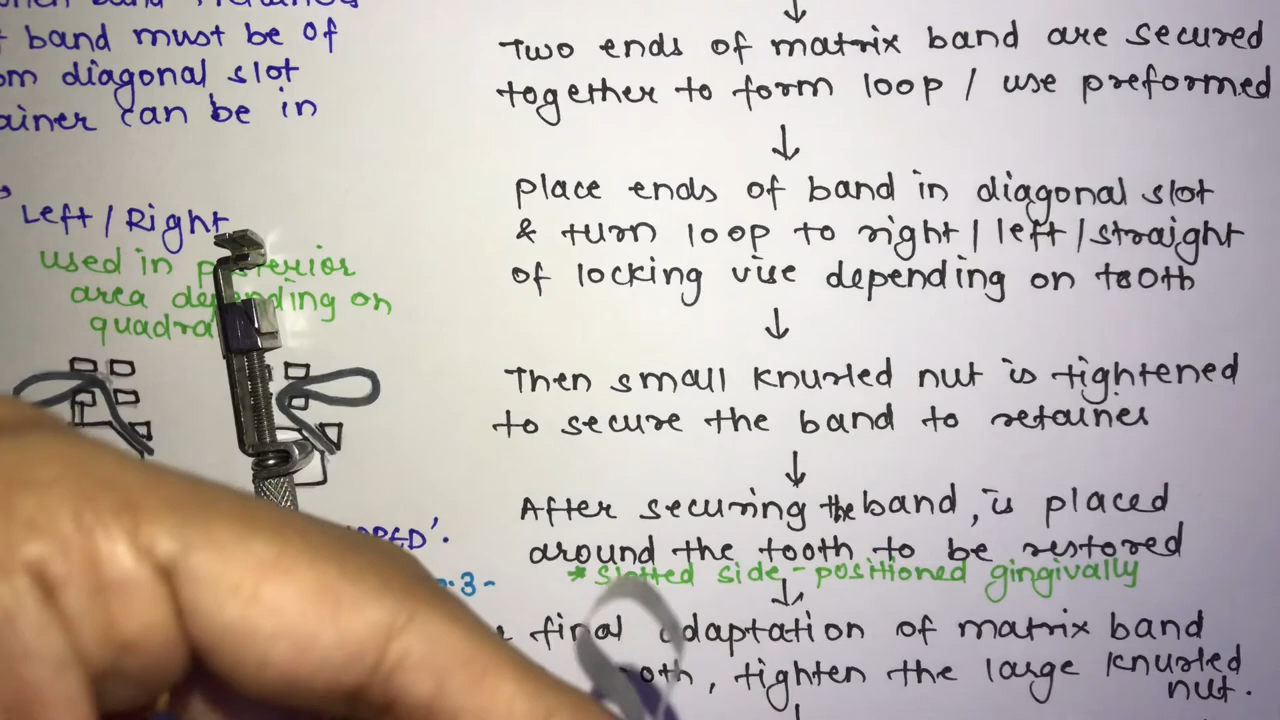 band must be of
diagonal slot
can be in
Left/Right
used in
area depending on
Two ends of matrix band are secured
together to form loop / use preformed
↓
place ends of band in diagonal slot
& turn loop to right/left/straight
of locking vise depending on tooth
↓
Then small knurled nut is tightened
to secure the band to retainer
↓
After securing the band, is placed
around the tooth to be restored
* slotted side - positioned gingivally
↓
final adaptation of matrix band
, tighten the large knurled
nut.